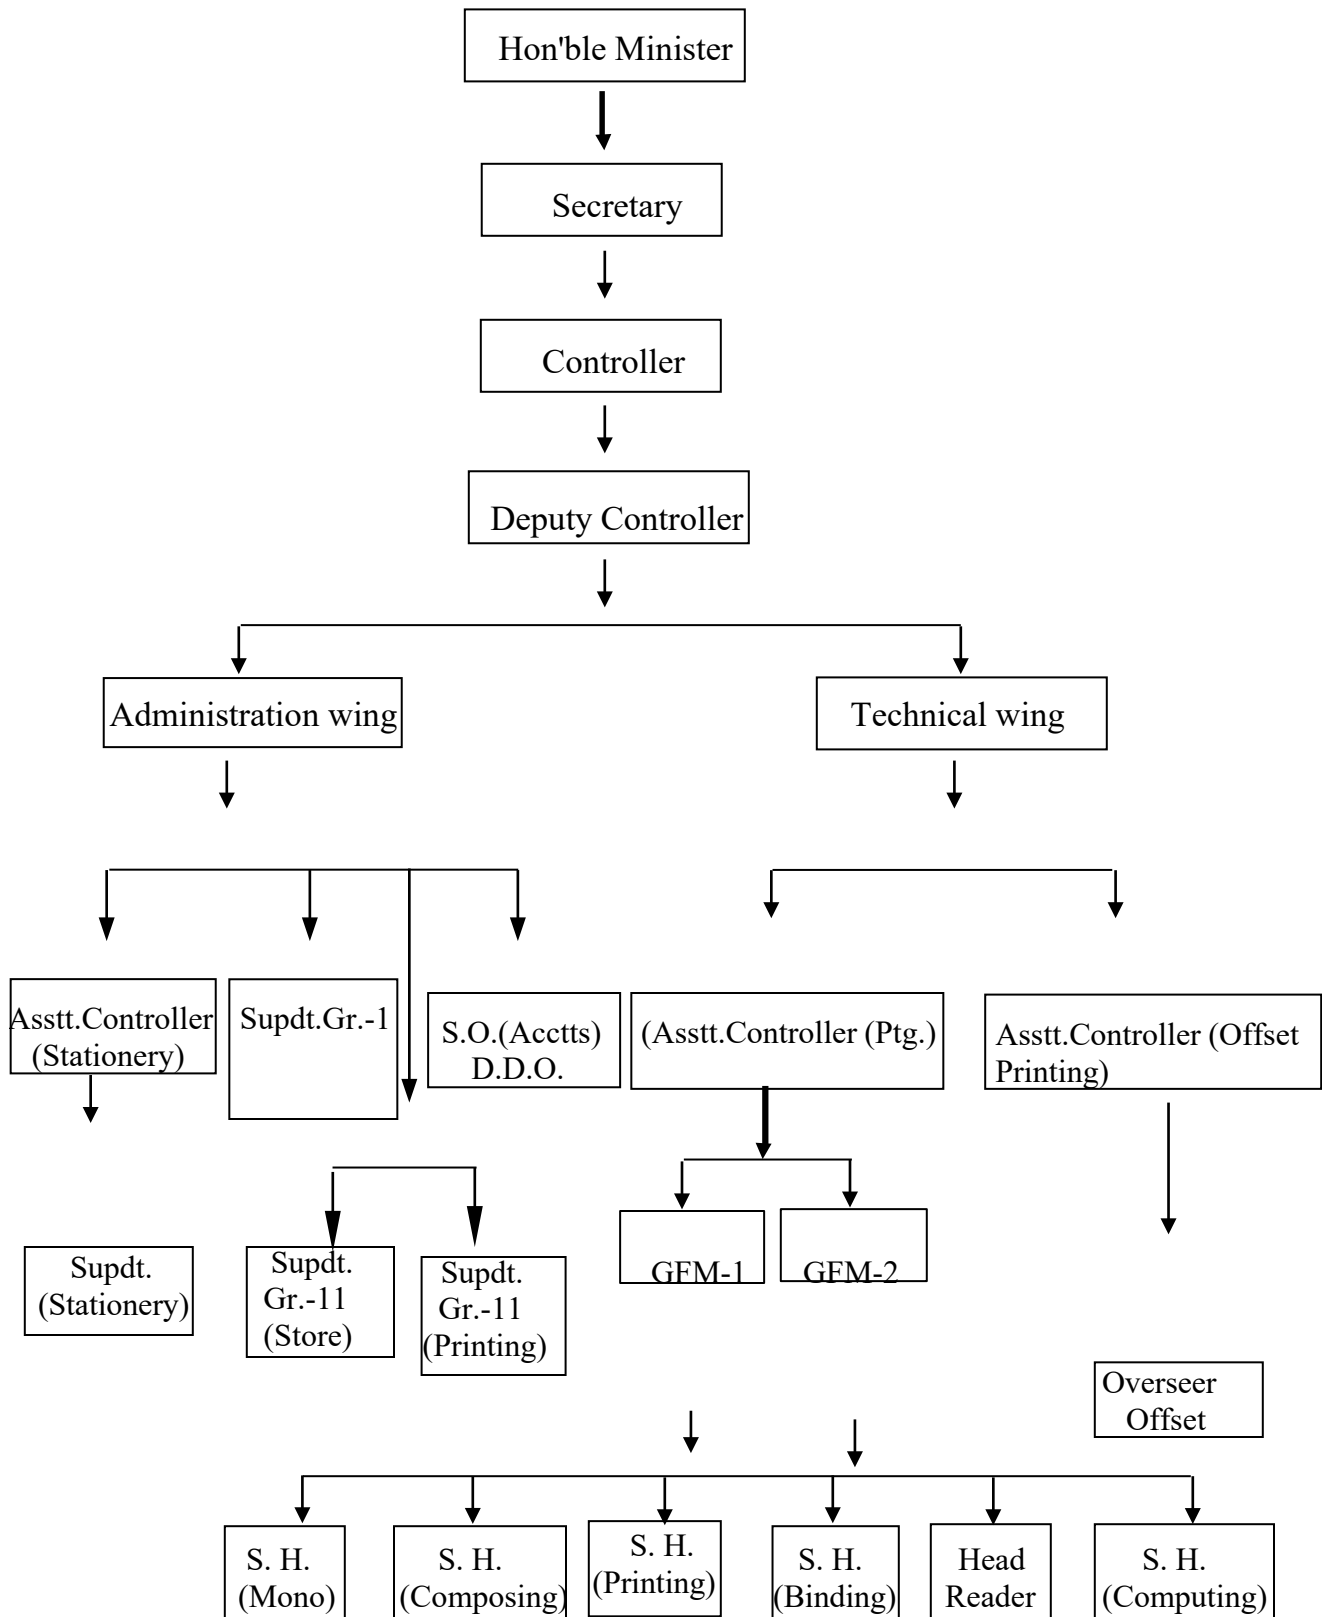 Hon'ble Minister
Secretary
Controller
Deputy Controller
Administration wing
Technical wing
Asstt.Controller
(Stationery)
Supdt.Gr.-1
S.O.(Acctts)
D.D.O.
(Asstt.Controller (Ptg.)
Asstt.Controller (Offset
Printing)
Supdt.
(Stationery)
Supdt.
Gr.-11
(Store)
Supdt.
Gr.-11
(Printing)
GFM-1
GFM-2
Overseer
Offset
S. H.
(Mono)
S. H.
(Composing)
S. H.
(Printing)
S. H.
(Binding)
Head
Reader
S. H.
(Computing)